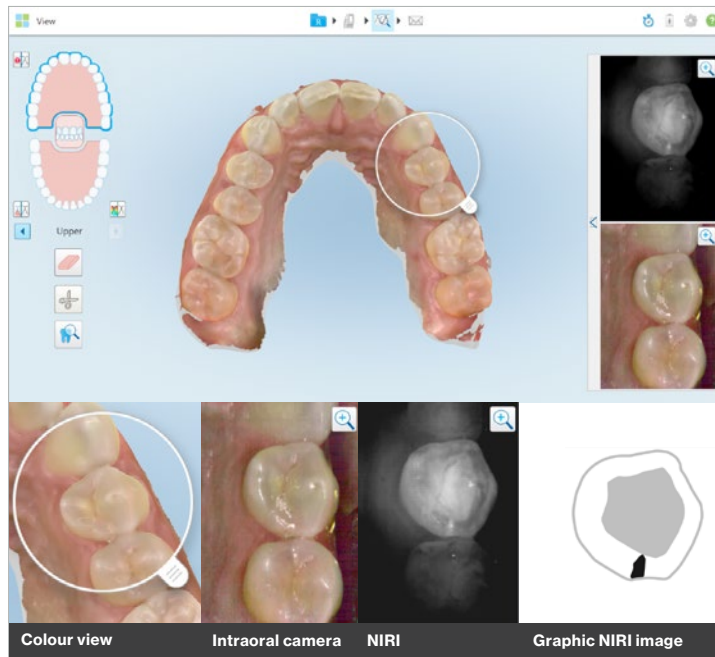 View
Upper
Colour view
Intraoral camera
NIRI
Graphic NIRI image